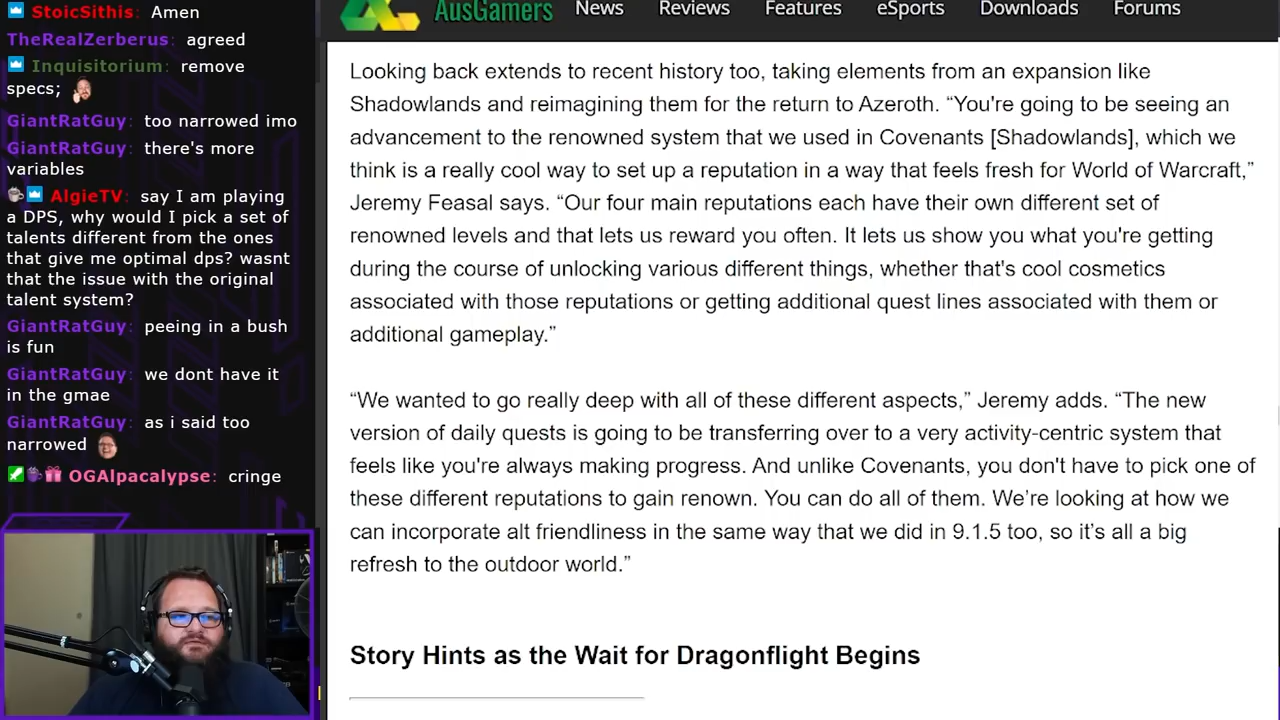 StoicSithis: Amen
TheRealZerberus: agreed
Inquisitorium: remove
specs;
GiantRatGuy: too narrowed imo
GiantRatGuy: there's more
variables
AlgieTV: say I am playing
a DPS, why would I pick a set of
talents different from the ones
that give me optimal dps? wasnt
that the issue with the original
talent system?
GiantRatGuy: peeing in a bush
is fun
GiantRatGuy: we dont have it
in the gmae
GiantRatGuy: as i said too
narrowed
OGAlpacalypse: cringe
AusGamers News Reviews Features eSports Downloads Forums
Looking back extends to recent history too, taking elements from an expansion like
Shadowlands and reimagining them for the return to Azeroth. “You're going to be seeing an
advancement to the renowned system that we used in Covenants [Shadowlands], which we
think is a really cool way to set up a reputation in a way that feels fresh for World of Warcraft,”
Jeremy Feasal says. “Our four main reputations each have their own different set of
renowned levels and that lets us reward you often. It lets us show you what you're getting
during the course of unlocking various different things, whether that's cool cosmetics
associated with those reputations or getting additional quest lines associated with them or
additional gameplay.”
“We wanted to go really deep with all of these different aspects,” Jeremy adds. “The new
version of daily quests is going to be transferring over to a very activity-centric system that
feels like you're always making progress. And unlike Covenants, you don't have to pick one of
these different reputations to gain renown. You can do all of them. We’re looking at how we
can incorporate alt friendliness in the same way that we did in 9.1.5 too, so it’s all a big
refresh to the outdoor world.”
Story Hints as the Wait for Dragonflight Begins